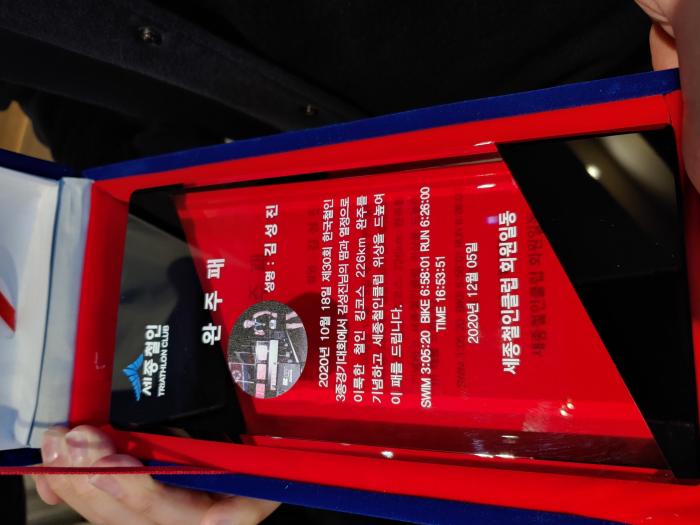 세종철인
TRIATHLON CLUB
완 주 패
성명 : 김 성 진
2020년 10월 18일 제30회 한국철인
3종경기대회에서 김성진님의 땀과 열정으로
이룩한 철인 킹코스 226km 완주를
기념하고 세종철인클럽 위상을 드높여
이 패를 드립니다.
SWIM 3:05:20 BIKE 6:58:01 RUN 6:26:00
TIME 16:53:51
2020년 12월 05일
세종철인클럽 회원일동